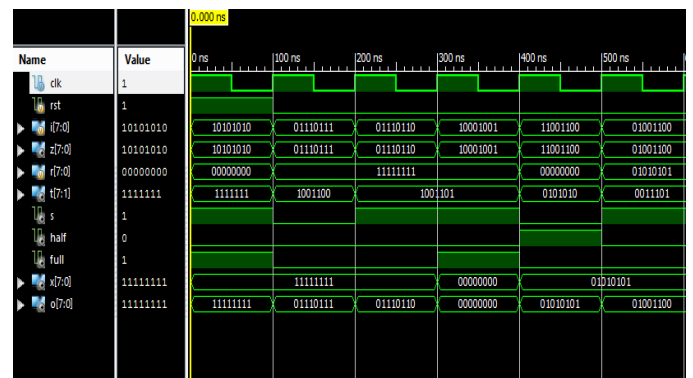 0.000 ns
Name Value 0 ns 100 ns 200 ns 300 ns 400 ns 500 ns
clk 1
rst 1
i[7:0] 10101010 10101010 01110111 01110110 10001001 11001100 01001100
z[7:0] 10101010 10101010 01110111 01110110 10001001 11001100 01001100
r[7:0] 00000000 00000000 11111111 00000000 01010101
t[7:1] 1111111 1111111 1001100 1001101 0101010 0011101
s 1
half 0
full 1
x[7:0] 11111111 11111111 00000000 01010101
o[7:0] 11111111 11111111 01110111 01110110 00000000 01010101 01001100